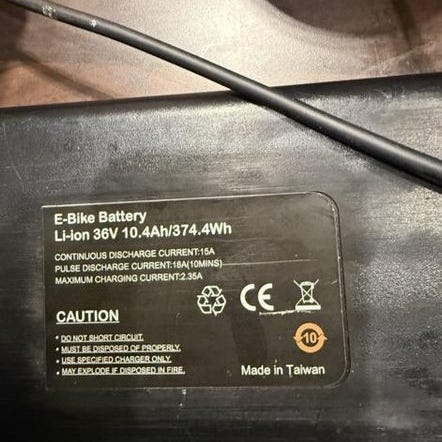 E-Bike Battery
Li-ion 36V 10.4Ah/374.4Wh
CONTINUOUS DISCHARGE CURRENT:15A
PULSE DISCHARGE CURRENT:18A(10MINS)
MAXIMUM CHARGING CURRENT:2.35A
CE
CAUTION
* DO NOT SHORT CIRCUIT.
* MUST BE DISPOSED OF PROPERLY.
* USE SPECIFIED CHARGER ONLY.
* MAY EXPLODE IF DISPOSED IN FIRE.
10
Made in Taiwan